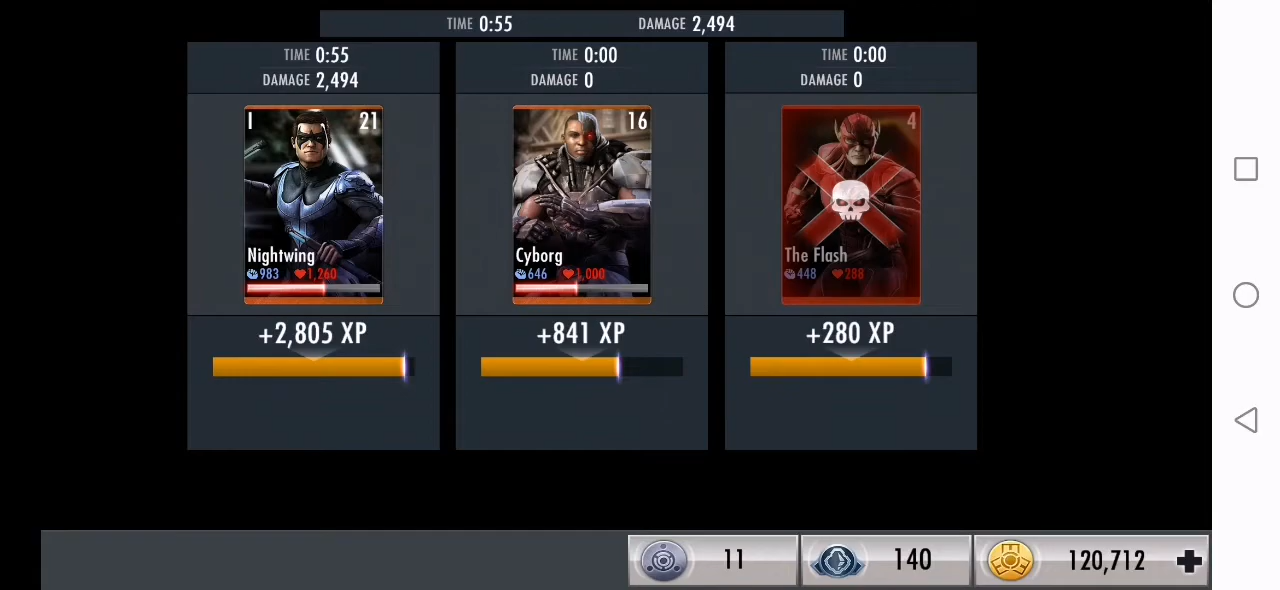 TIME 0:55 DAMAGE 2,494
TIME 0:55
DAMAGE 2,494
I 21
Nightwing
983 1,260
+2,805 XP
TIME 0:00
DAMAGE 0
16
Cyborg
646 1,000
+841 XP
TIME 0:00
DAMAGE 0
4
The Flash
448 288
+280 XP
11 140 120,712 +